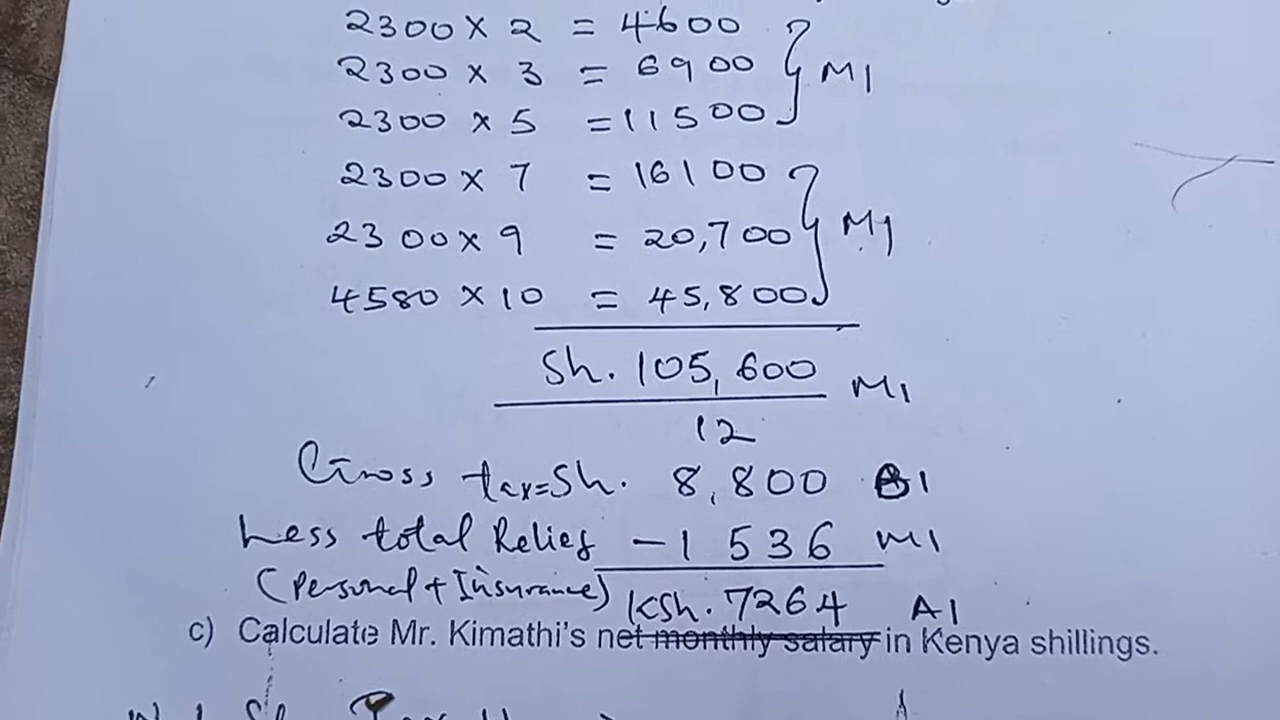 2300 × 2 = 4600
2300 × 3 = 6900 } M1
2300 × 5 = 11500
2300 × 7 = 16100
2300 × 9 = 20,700 } M1
4580 × 10 = 45,800
Sh. 105,600 M1
12
Gross tax = Sh. 8,800 B1
Less total Relief − 1 536 M1
(Personal + Insurance) KSh. 7264 A1
c) Calculate Mr. Kimathi's net monthly salary in Kenya shillings.